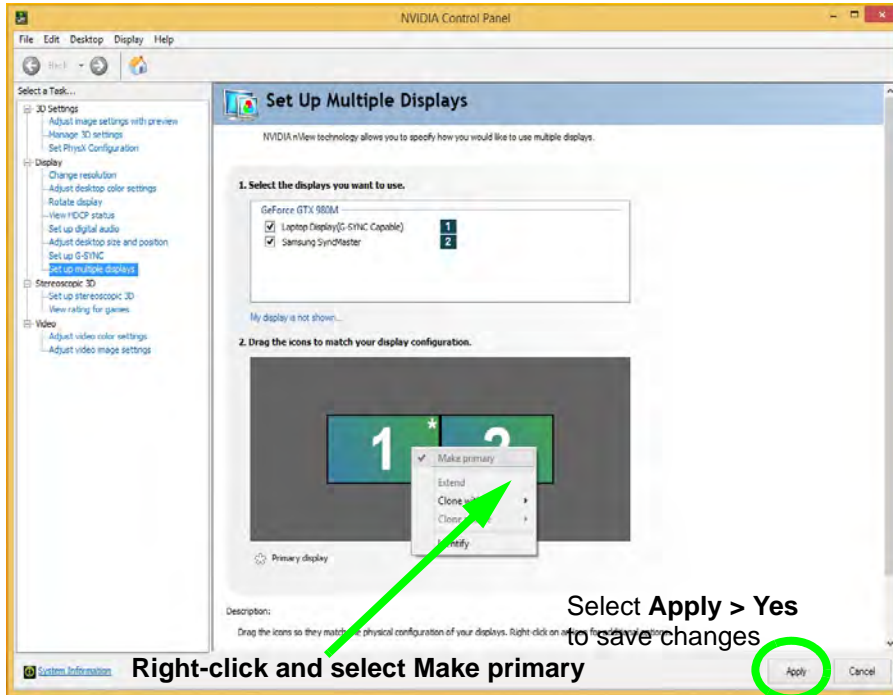 NVIDIA Control Panel
File Edit Desktop Display Help
Back
Select a Task...
3D Settings
Adjust image settings with preview
Manage 3D settings
Set PhysX Configuration
Display
Change resolution
Adjust desktop color settings
Rotate display
View HDCP status
Set up digital audio
Adjust desktop size and position
Set up G-SYNC
Set up multiple displays
Stereoscopic 3D
Set up stereoscopic 3D
View rating for games
Video
Adjust video color settings
Adjust video image settings
Set Up Multiple Displays
NVIDIA nView technology allows you to specify how you would like to use multiple displays.
1. Select the displays you want to use.
GeForce GTX 980M
Laptop Display(G-SYNC Capable) 1
Samsung SyncMaster 2
My display is not shown...
2. Drag the icons to match your display configuration.
1 * 2
Make primary
Extend
Clone
Clone
Identify
Primary display
Description:
Drag the icons so they match the physical configuration of your displays. Right-click on
Select Apply > Yes
to save changes
System Information
Right-click and select Make primary
Apply Cancel